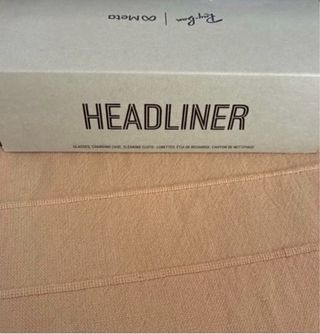 Ray-Ban | ∞ Meta
HEADLINER
GLASSES, CHARGING CASE, CLEANING CLOTH · LUNETTES, ÉTUI DE RECHARGE, CHIFFON DE NETTOYAGE